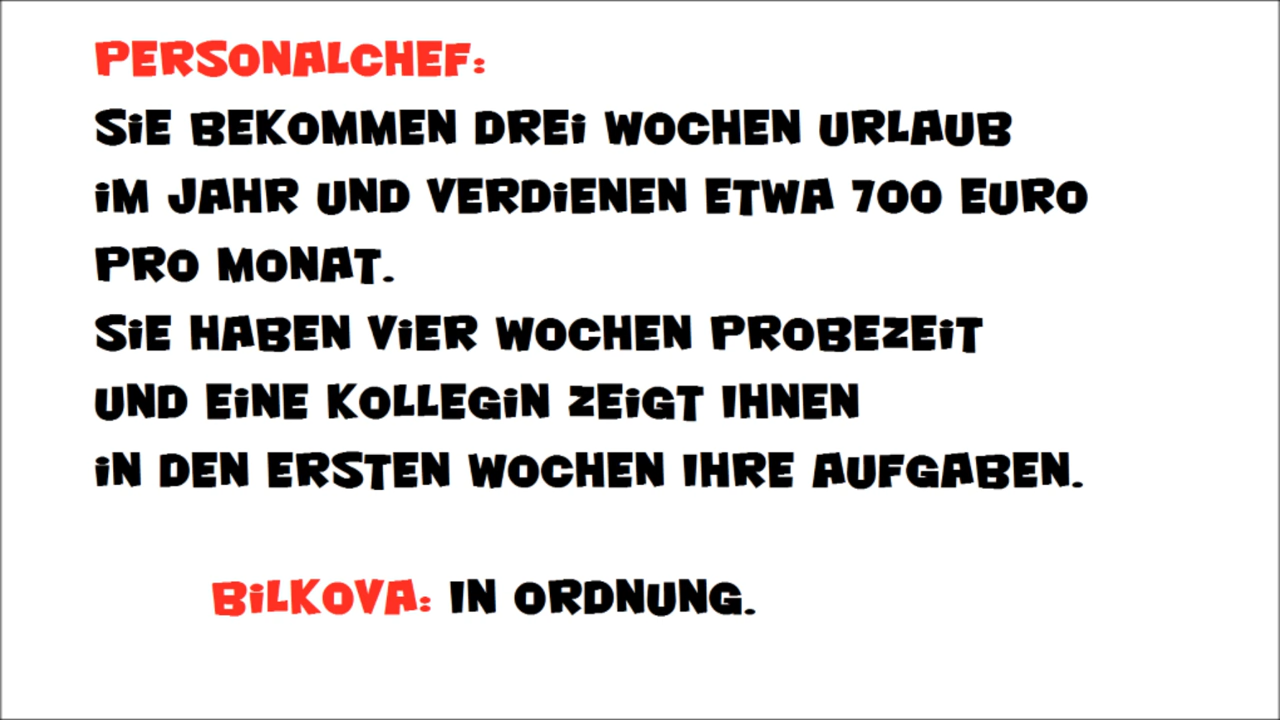 PERSONALCHEF:
SiE BEKOMMEN DREi WOCHEN URLAUB
iM JAHR UND VERDiENEN ETWA 700 EURO
PRO MONAT.
SiE HABEN ViER WOCHEN PROBEZEiT
UND EiNE KOLLEGiN ZEiGT IHNEN
iN DEN ERSTEN WOCHEN IHRE AUFGABEN.
BiLKOVA: IN ORDNUNG.